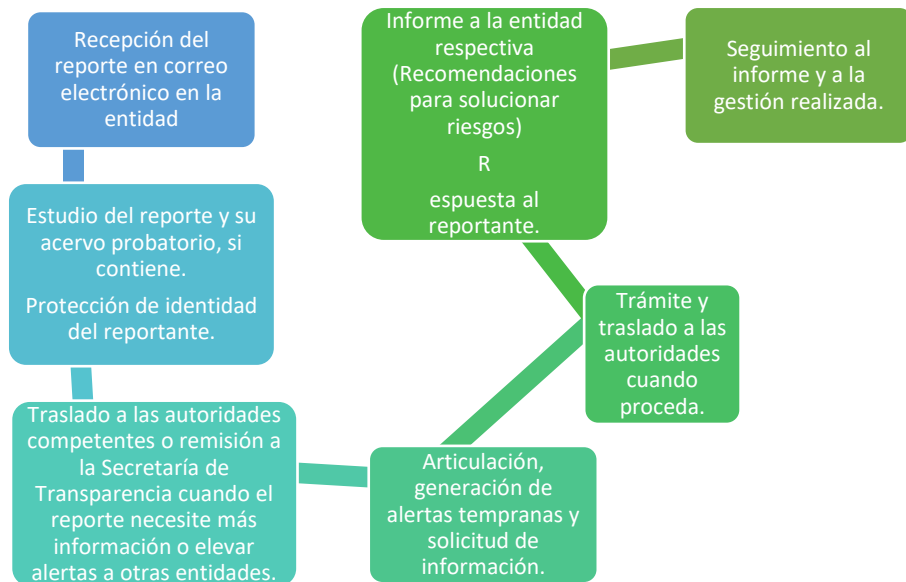 Recepción del
reporte en correo
electrónico en la
entidad
Estudio del reporte y su
acervo probatorio, si
contiene.
Protección de identidad
del reportante.
Traslado a las autoridades
competentes o remisión a
la Secretaría de
Transparencia cuando el
reporte necesite más
información o elevar
alertas a otras entidades.
Articulación,
generación de
alertas tempranas y
solicitud de
información.
Trámite y
traslado a las
autoridades
cuando
proceda.
Informe a la entidad
respectiva
(Recomendaciones
para solucionar
riesgos)
R
espuesta al
reportante.
Seguimiento al
informe y a la
gestión realizada.